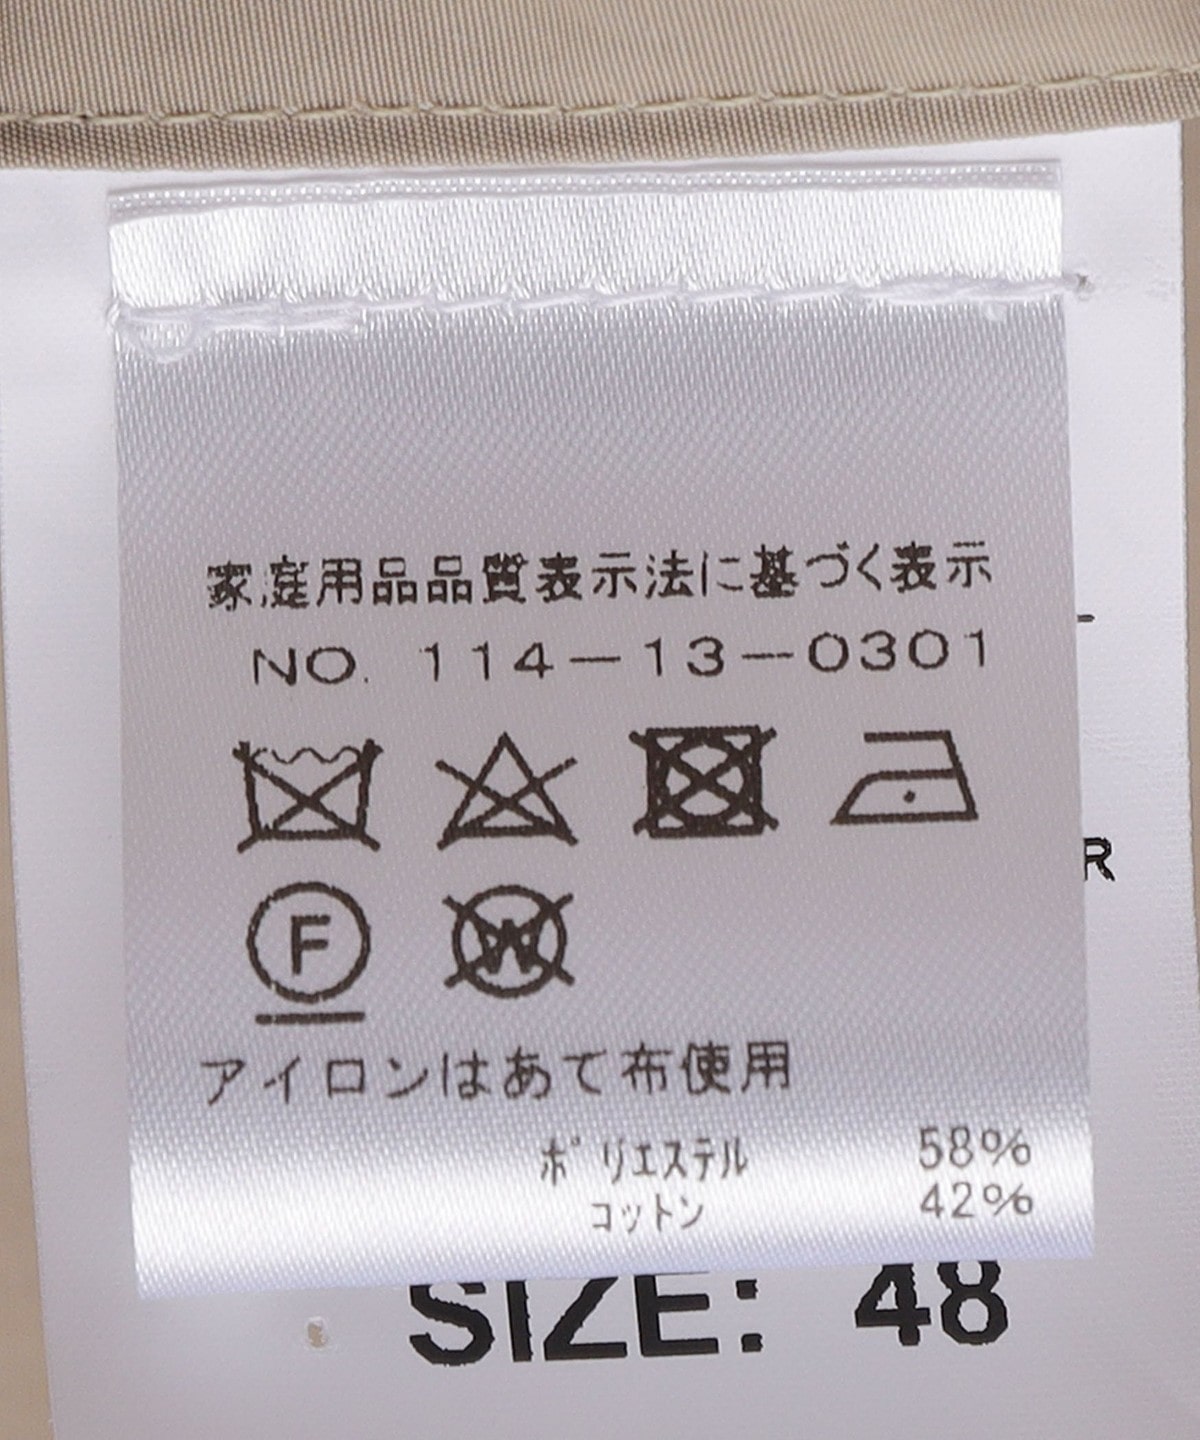 家庭用品品質表示法に基づく表示
NO. 114-13-0301
F W
アイロンはあて布使用
ポリエステル 58%
コットン 42%
R
SIZE: 48